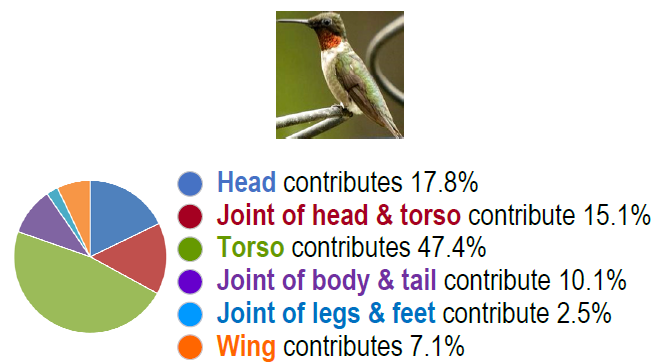 Head contributes 17.8%
Joint of head & torso contribute 15.1%
Torso contributes 47.4%
Joint of body & tail contribute 10.1%
Joint of legs & feet contribute 2.5%
Wing contributes 7.1%